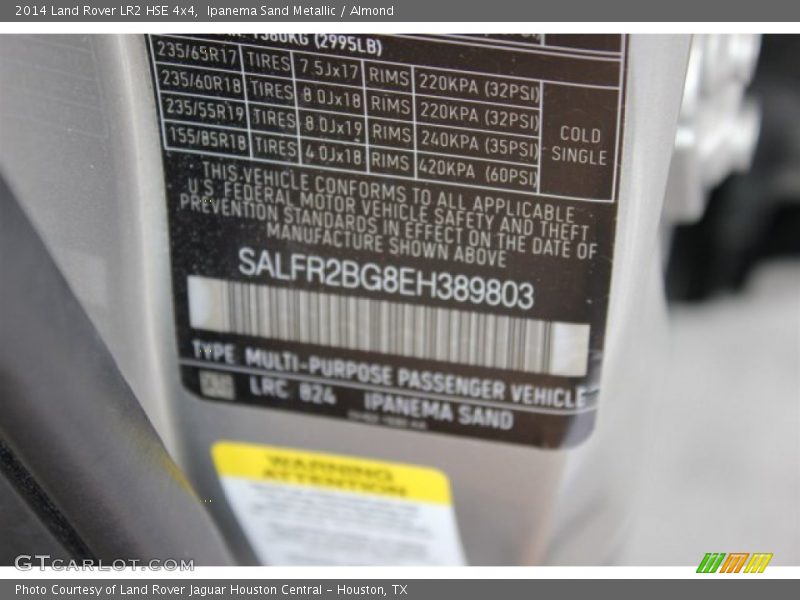 2014 Land Rover LR2 HSE 4x4, Ipanema Sand Metallic / Almond
1380KG (2995LB)
235/65R17 TIRES 7.5Jx17 RIMS 220KPA (32PSI)
235/60R18 TIRES 8.0Jx18 RIMS 220KPA (32PSI)
235/55R19 TIRES 8.0Jx19 RIMS 240KPA (35PSI)
155/85R18 TIRES 4.0Jx18 RIMS 420KPA (60PSI)
COLD
SINGLE
THIS VEHICLE CONFORMS TO ALL APPLICABLE
U.S. FEDERAL MOTOR VEHICLE SAFETY AND THEFT
PREVENTION STANDARDS IN EFFECT ON THE DATE OF
MANUFACTURE SHOWN ABOVE
SALFR2BG8EH389803
TYPE MULTI-PURPOSE PASSENGER VEHICLE
LRC 824 IPANEMA SAND
WARNING
ATTENTION
GTCARLOT.COM
Photo Courtesy of Land Rover Jaguar Houston Central - Houston, TX